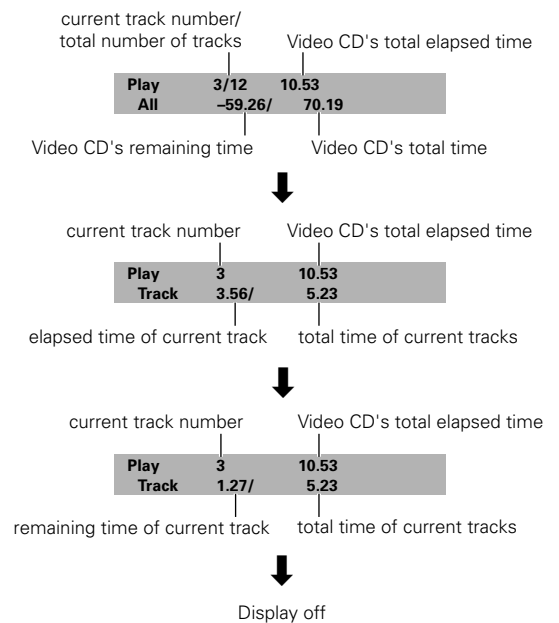 current track number/
total number of tracks
Video CD's total elapsed time
Play 3/12 10.53
All –59.26/ 70.19
Video CD's remaining time
Video CD's total time
current track number
Video CD's total elapsed time
Play 3 10.53
Track 3.56/ 5.23
elapsed time of current track
total time of current tracks
current track number
Video CD's total elapsed time
Play 3 10.53
Track 1.27/ 5.23
remaining time of current track
total time of current tracks
Display off